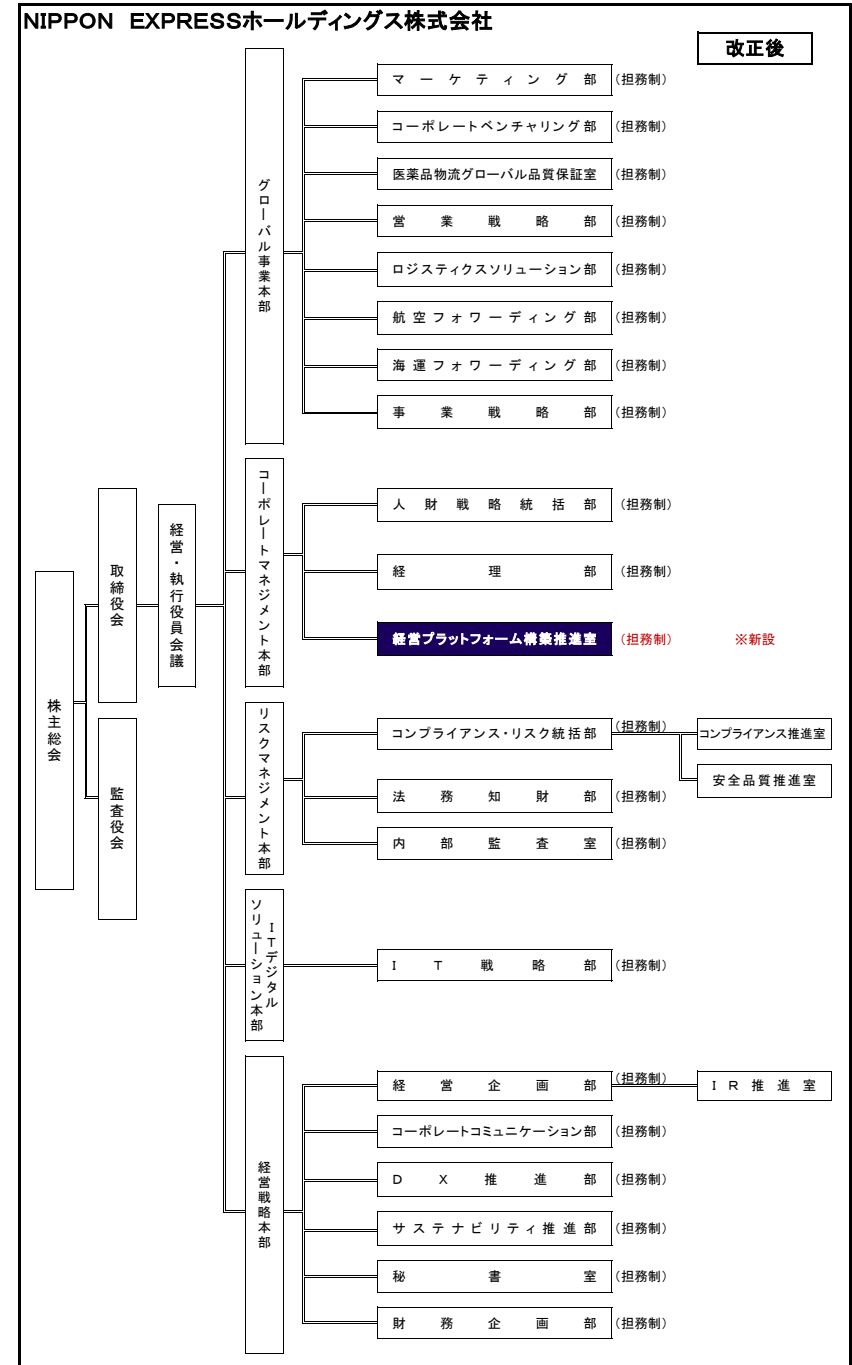 NIPPON　EXPRESSホールディングス株式会社
改正後
株主総会
取締役会
監査役会
経営・執行役員会議
グローバル事業本部
マーケティング部 （担務制）
コーポレートベンチャリング部 （担務制）
医薬品物流グローバル品質保証室 （担務制）
営業戦略部 （担務制）
ロジスティクスソリューション部 （担務制）
航空フォワーディング部 （担務制）
海運フォワーディング部 （担務制）
事業戦略部 （担務制）
コーポレートマネジメント本部
人財戦略統括部 （担務制）
経理部 （担務制）
経営プラットフォーム構築推進室 （担務制） ※新設
リスクマネジメント本部
コンプライアンス・リスク統括部 （担務制） コンプライアンス推進室
安全品質推進室
法務知財部 （担務制）
内部監査室 （担務制）
ＩＴデジタル
ソリューション本部
ＩＴ戦略部 （担務制）
経営戦略本部
経営企画部 （担務制） ＩＲ推進室
コーポレートコミュニケーション部 （担務制）
ＤＸ推進部 （担務制）
サステナビリティ推進部 （担務制）
秘書室 （担務制）
財務企画部 （担務制）